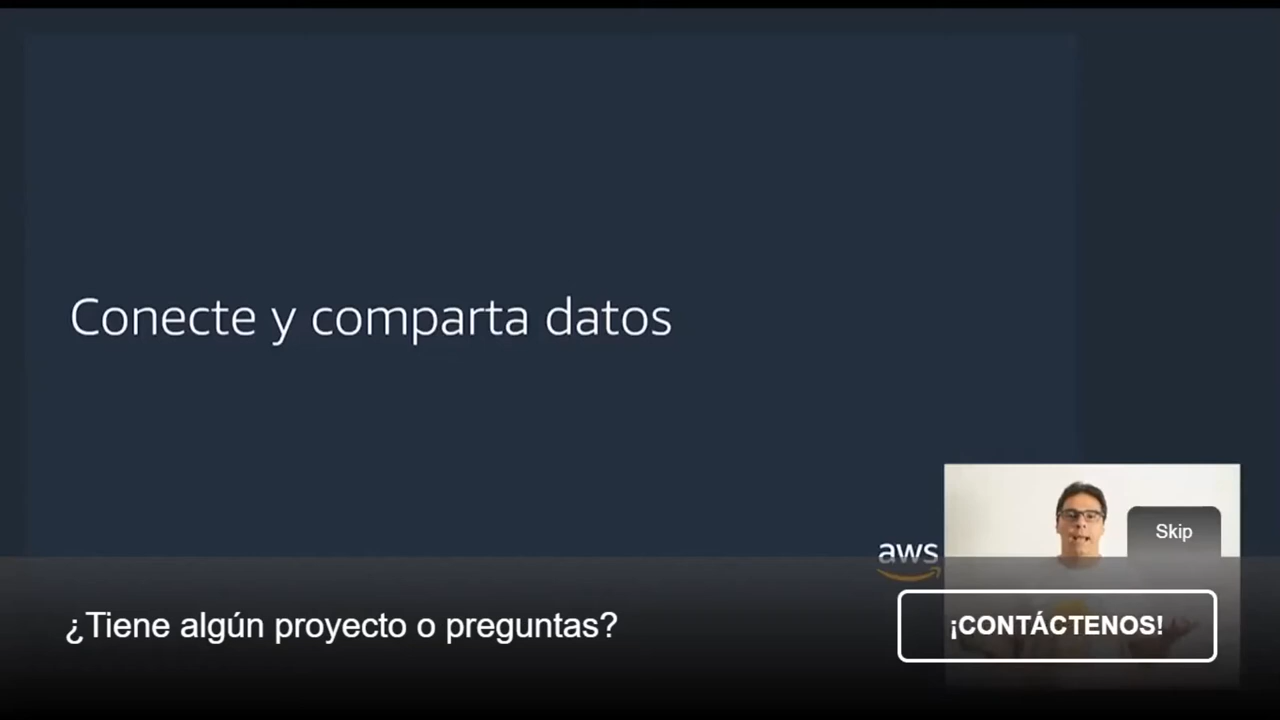 Conecte y comparta datos
aws
Skip
¿Tiene algún proyecto o preguntas?
¡CONTÁCTENOS!